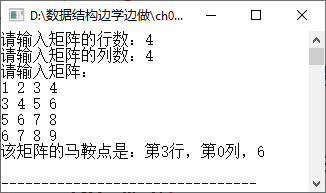 D:\数据结构边学边做\ch0...
请输入矩阵的行数：4
请输入矩阵的列数：4
请输入矩阵：
1 2 3 4
3 4 5 6
5 6 7 8
6 7 8 9
该矩阵的马鞍点是：第3行，第0列，6
--------------------------------